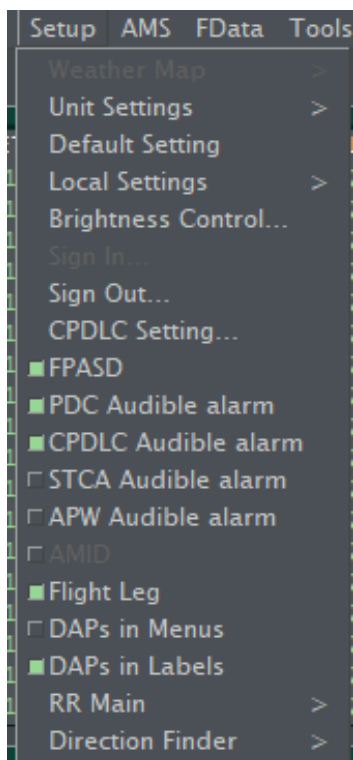 Setup AMS FData Tools
Weather Map >
Unit Settings >
Default Setting
Local Settings >
Brightness Control...
Sign In...
Sign Out...
CPDLC Setting...
FPASD
PDC Audible alarm
CPDLC Audible alarm
STCA Audible alarm
APW Audible alarm
AMID
Flight Leg
DAPs in Menus
DAPs in Labels
RR Main >
Direction Finder >